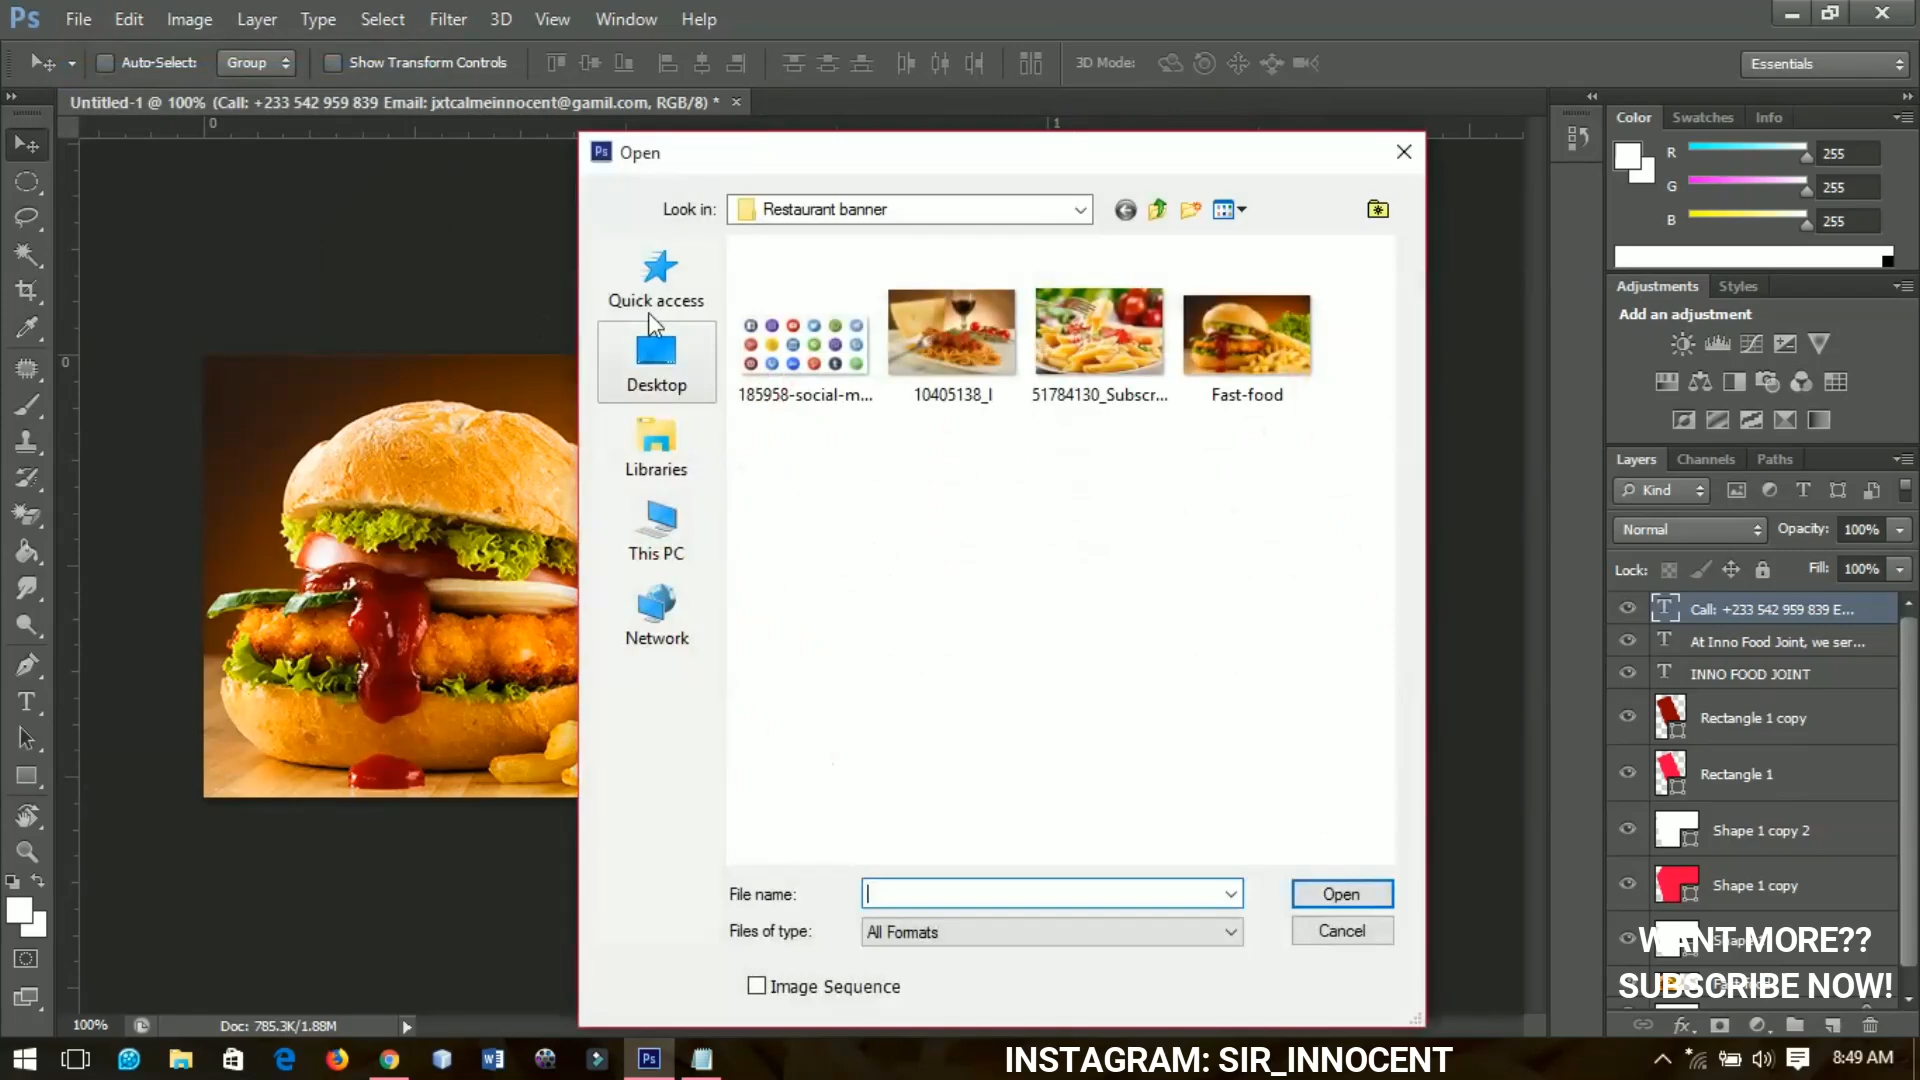 Ps File Edit Image Layer Type Select Filter 3D View Window Help
Auto-Select: Group Show Transform Controls 3D Mode: Essentials
Untitled-1 @ 100% (Call: +233 542 959 839 Email: jxtcalmeinnocent@gamil.com, RGB/8) *
0 1
0
Ps Open
Look in: Restaurant banner
Quick access
Desktop
Libraries
This PC
Network
185958-social-m... 10405138_l 51784130_Subscr... Fast-food
File name: Open
Files of type: All Formats Cancel
Image Sequence
Color Swatches Info
R 255
G 255
B 255
Adjustments Styles
Add an adjustment
Layers Channels Paths
Kind
Normal Opacity: 100%
Lock: Fill: 100%
Call: +233 542 959 839 E...
At Inno Food Joint, we ser...
INNO FOOD JOINT
Rectangle 1 copy
Rectangle 1
Shape 1 copy 2
Shape 1 copy
WANT MORE??
SUBSCRIBE NOW!
100% Doc: 785.3K/1.88M
INSTAGRAM: SIR_INNOCENT
8:49 AM